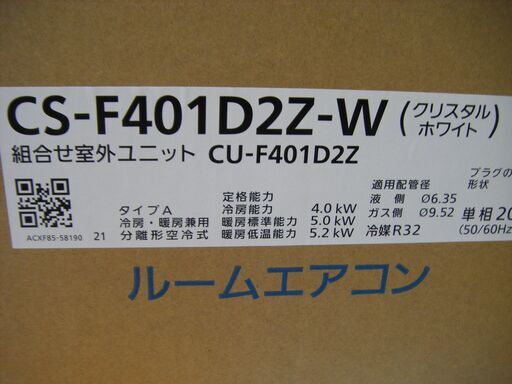 CS-F401D2Z-W (クリスタルホワイト)
組合せ室外ユニット CU-F401D2Z
ACXF85-58190 21
タイプA
冷房・暖房兼用
分離形空冷式
定格能力
冷房能力 4.0 kW
暖房標準能力 5.0 kW
暖房低温能力 5.2 kW
適用配管径
液 側 Ø6.35
ガス側 Ø9.52
冷媒R32
プラグの
形状
単相20
(50/60Hz
ルームエアコン